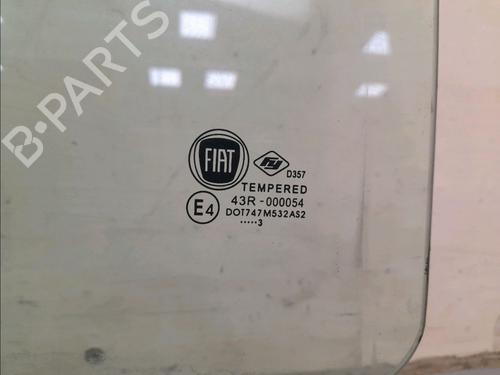 B-PARTS
FIAT
D357
TEMPERED
E4 43R-000054
DOT747M532AS2
.....3